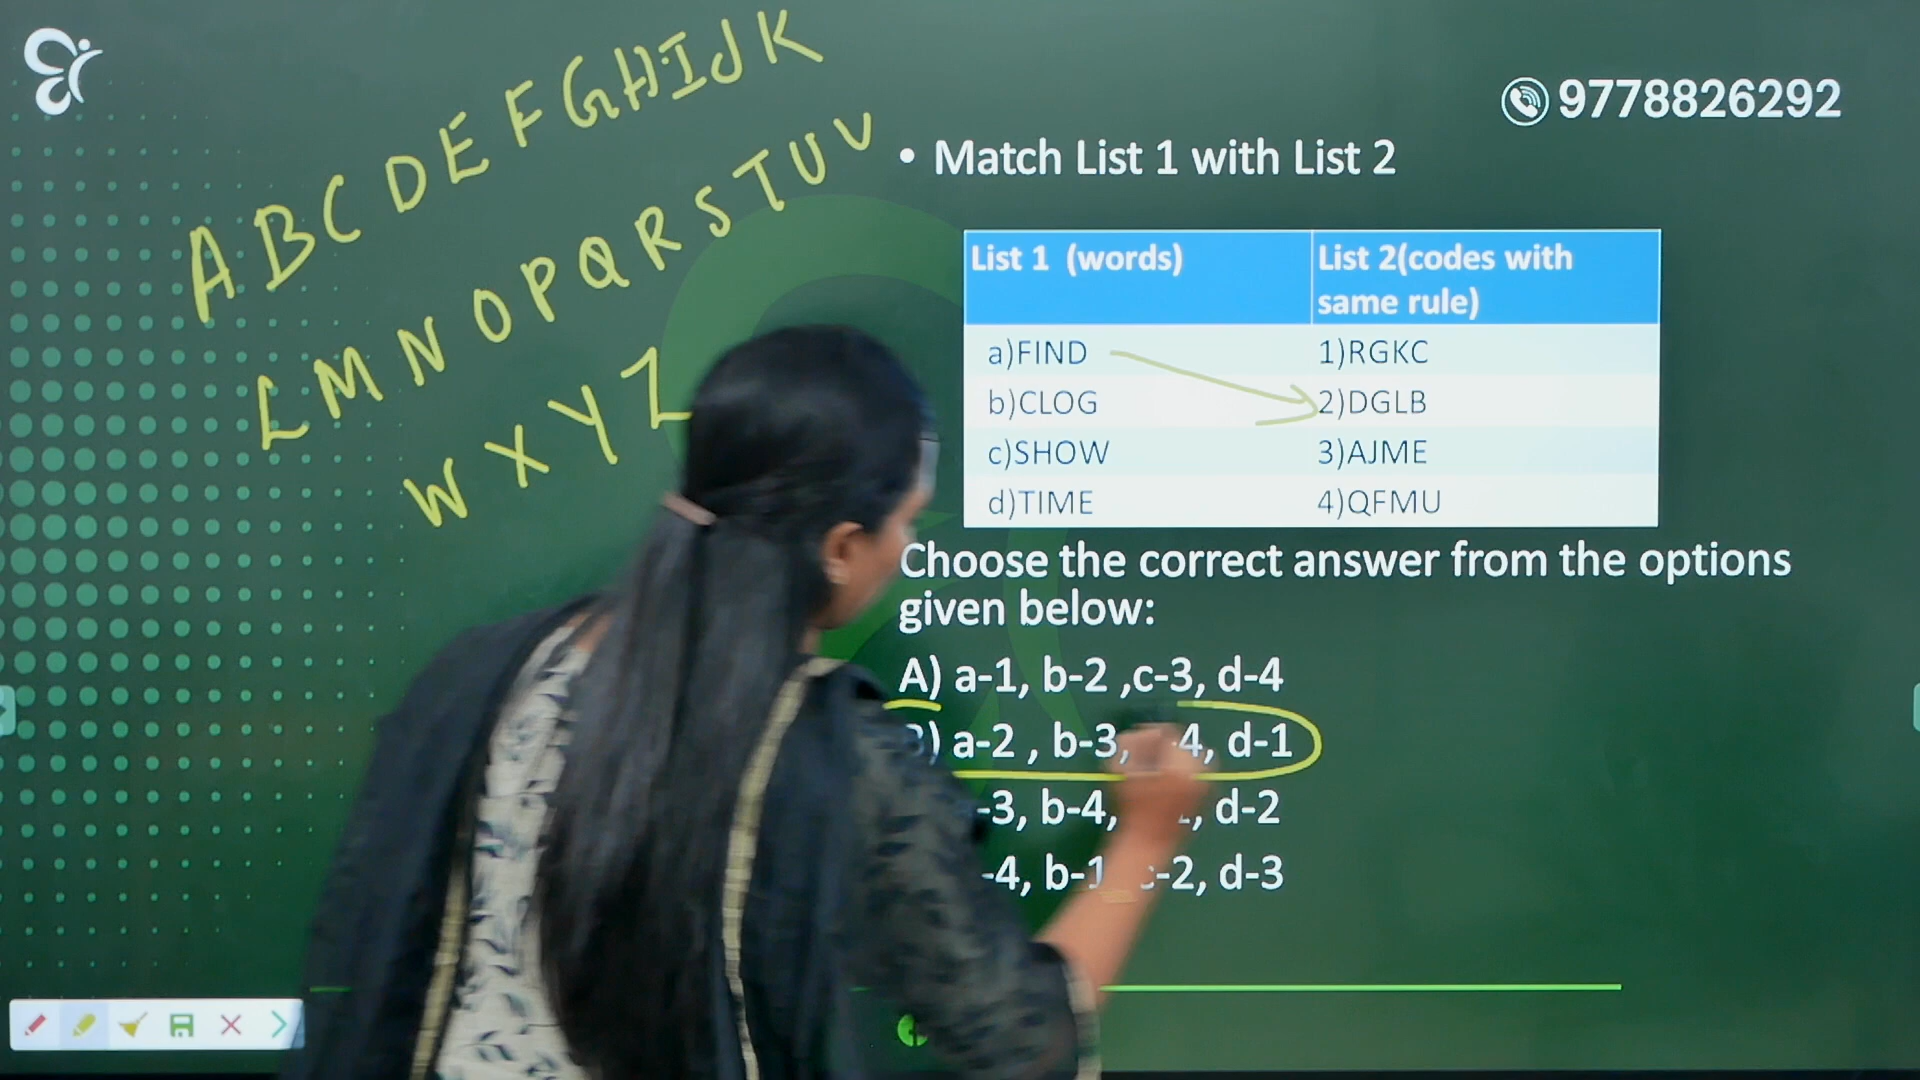 A B C D E F G H I J K
L M N O P Q R S T U V
W X Y Z
9778826292
• Match List 1 with List 2
List 1 (words) List 2(codes with same rule)
a)FIND 1)RGKC
b)CLOG 2)DGLB
c)SHOW 3)AJME
d)TIME 4)QFMU
Choose the correct answer from the options
given below:
A) a-1, b-2 ,c-3, d-4
) a-2 , b-3, -4, d-1
-3, b-4, , d-2
-4, b-1 -2, d-3